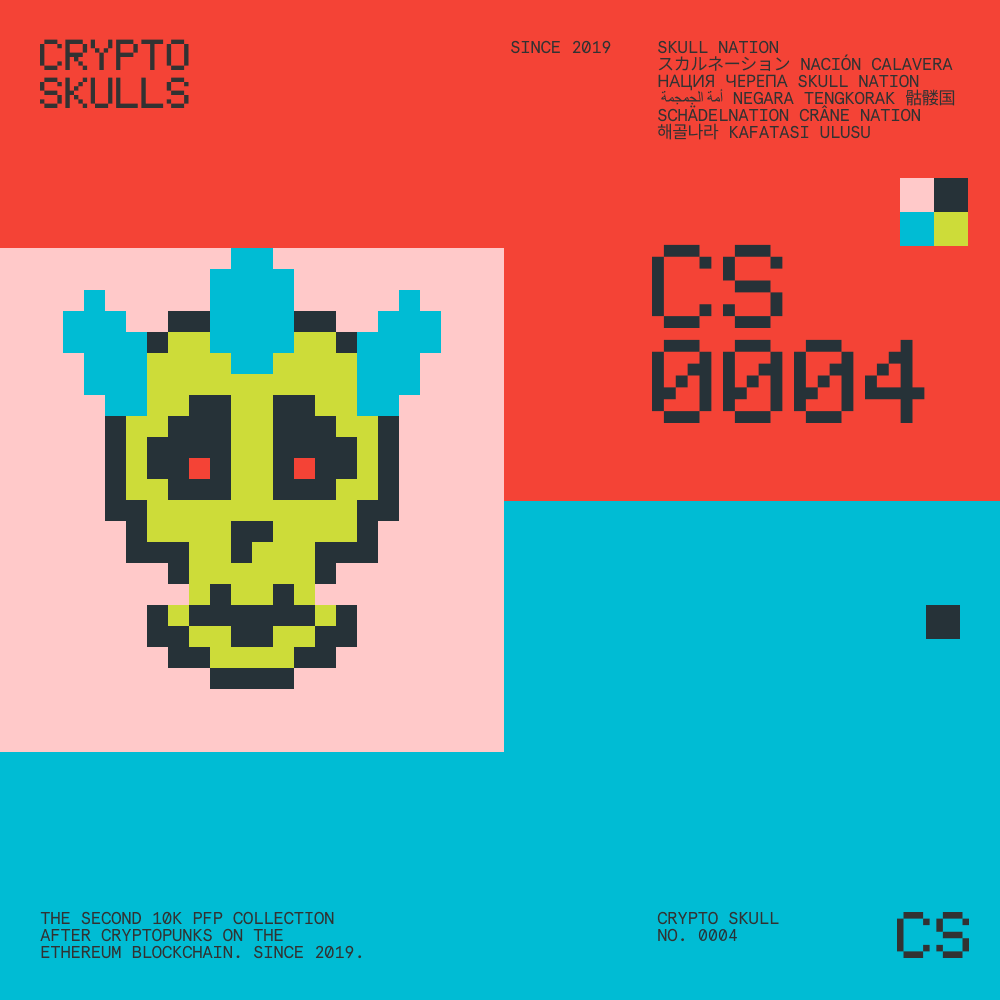 CRYPTO
SKULLS
SINCE 2019
SKULL NATION
スカルネーション NACIÓN CALAVERA
НАЦИЯ ЧЕРЕПА SKULL NATION
أمة الجمجمة NEGARA TENGKORAK 骷髅国
SCHÄDELNATION CRÂNE NATION
해골나라 KAFATASI ULUSU
CS
0004
THE SECOND 10K PFP COLLECTION
AFTER CRYPTOPUNKS ON THE
ETHEREUM BLOCKCHAIN. SINCE 2019.
CRYPTO SKULL
NO. 0004
CS